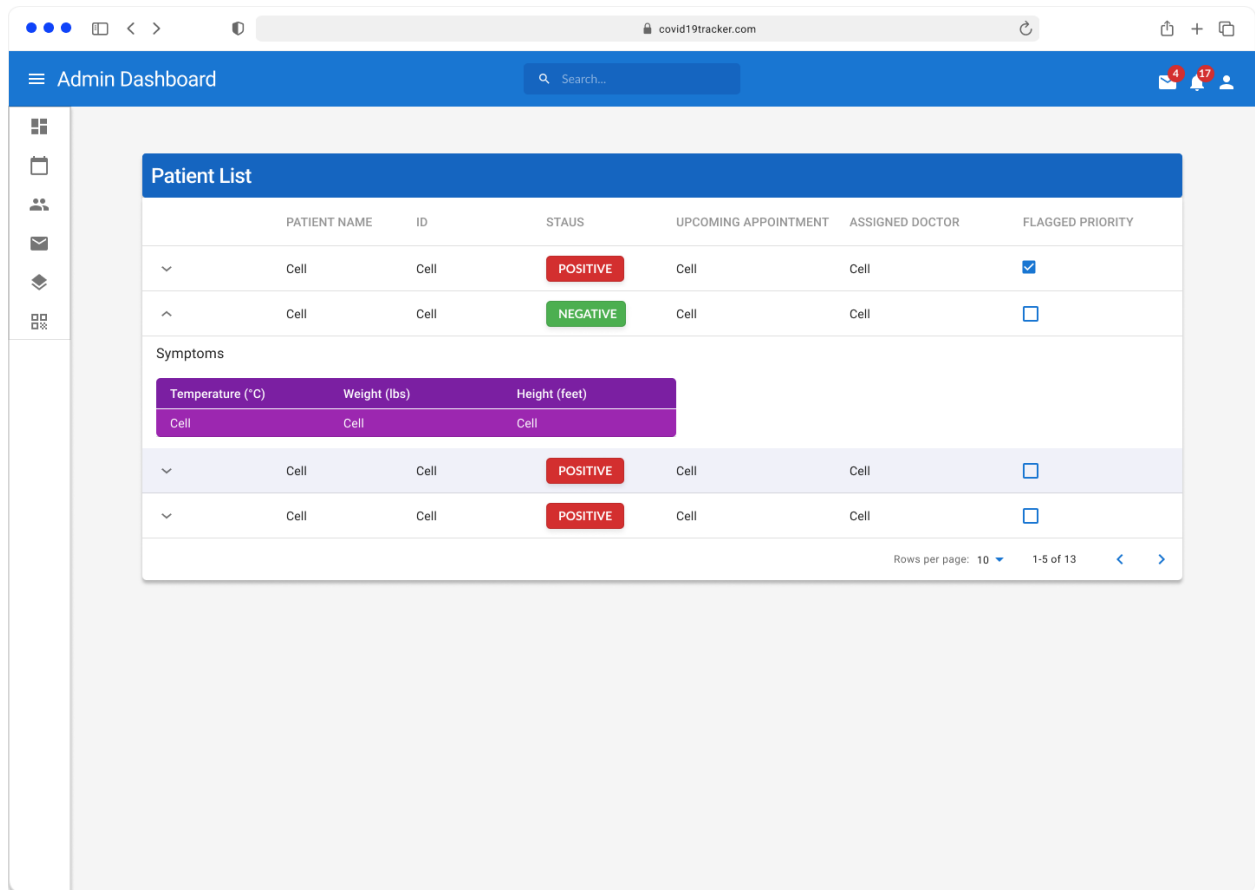 covid19tracker.com
Admin Dashboard Search... 4 17
Patient List
PATIENT NAME ID STAUS UPCOMING APPOINTMENT ASSIGNED DOCTOR FLAGGED PRIORITY
Cell Cell POSITIVE Cell Cell
Cell Cell NEGATIVE Cell Cell
Symptoms
Temperature (°C) Weight (lbs) Height (feet)
Cell Cell Cell
Cell Cell POSITIVE Cell Cell
Cell Cell POSITIVE Cell Cell
Rows per page: 10 1-5 of 13